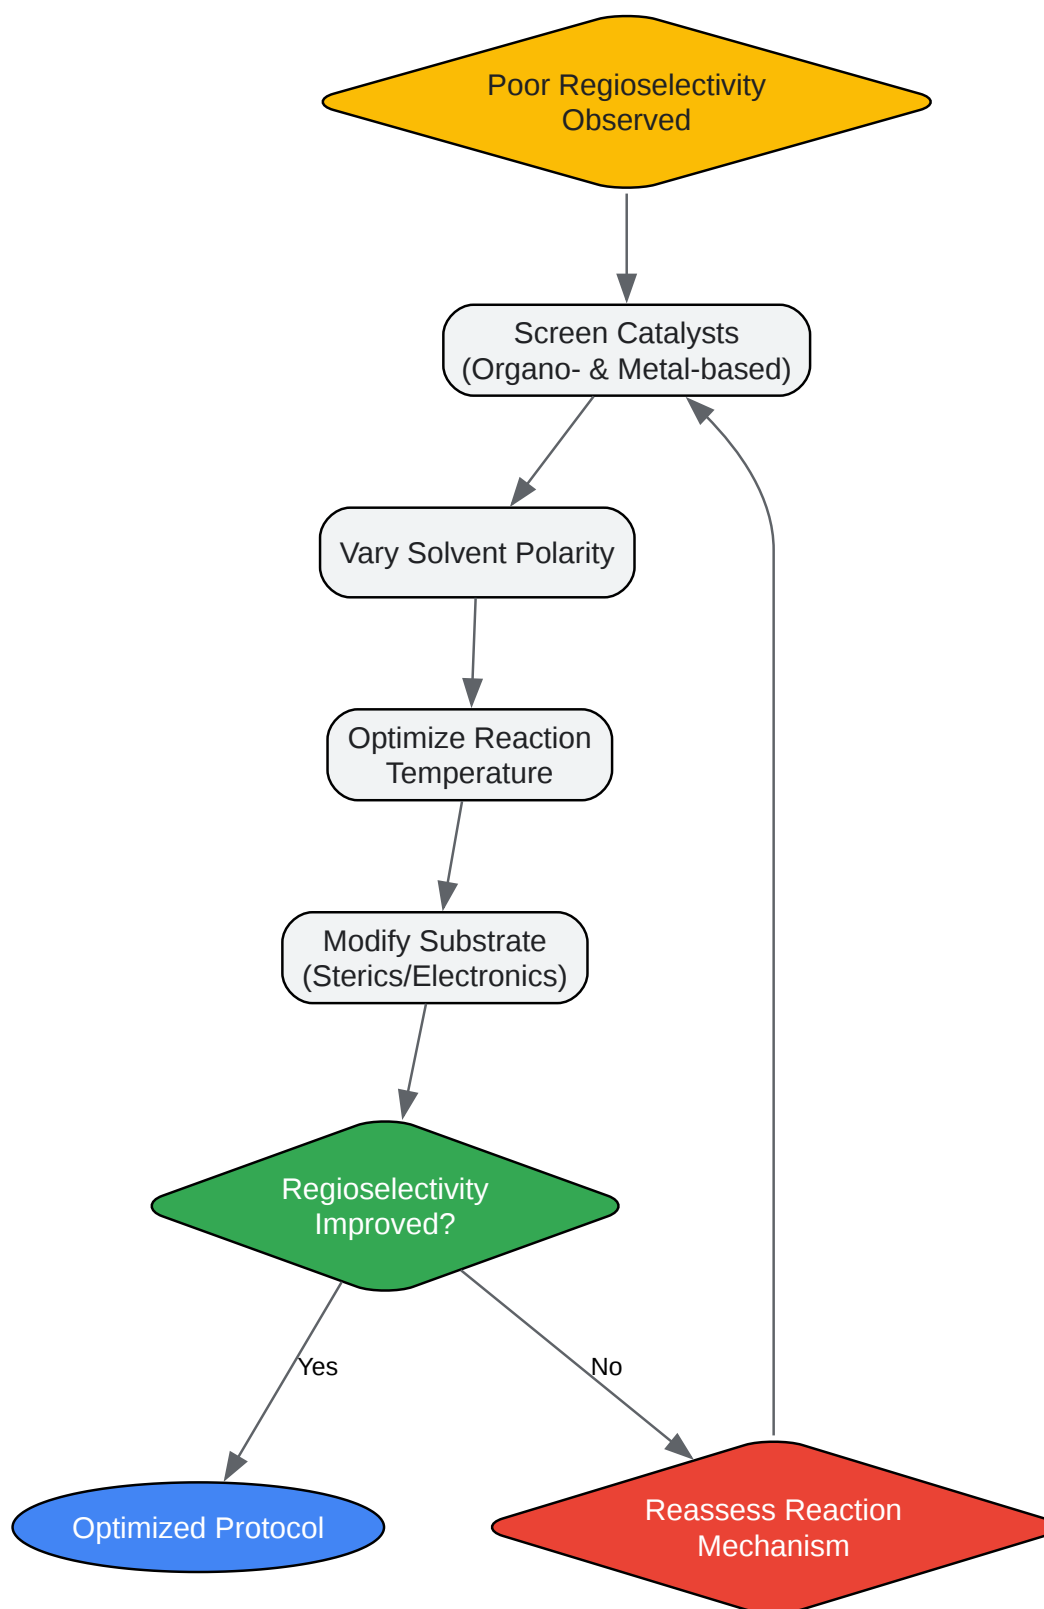 Poor Regioselectivity
Observed
Screen Catalysts
(Organo- & Metal-based)
Vary Solvent Polarity
Optimize Reaction
Temperature
Modify Substrate
(Sterics/Electronics)
Regioselectivity
Improved?
Yes
No
Optimized Protocol
Reassess Reaction
Mechanism